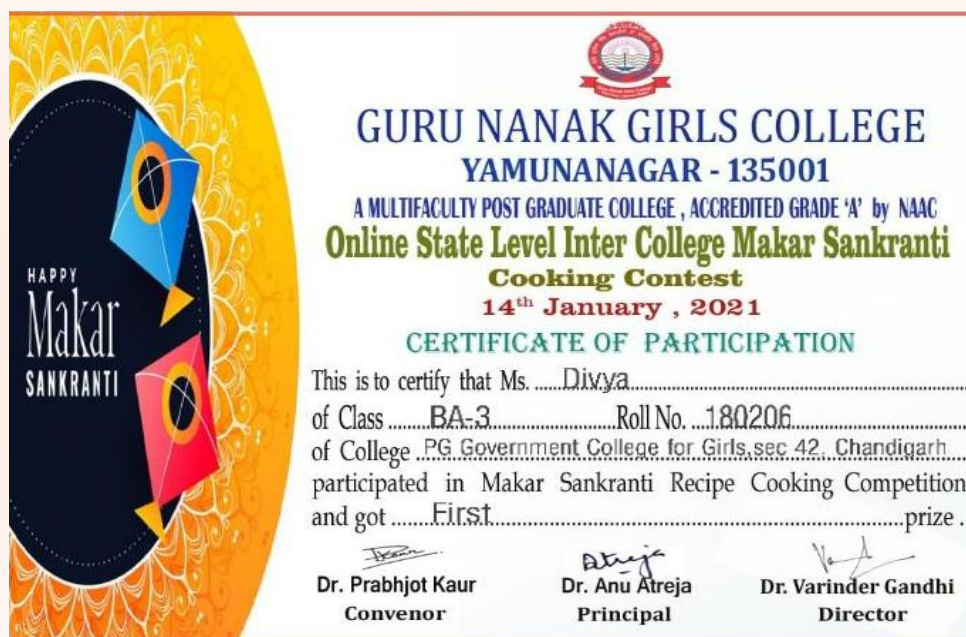 GURU NANAK GIRLS COLLEGE
YAMUNANAGAR - 135001
A MULTIFACULTY POST GRADUATE COLLEGE , ACCREDITED GRADE 'A' by NAAC
Online State Level Inter College Makar Sankranti
Cooking Contest
14th January , 2021
CERTIFICATE OF PARTICIPATION
HAPPY
Makar
SANKRANTI
This is to certify that Ms. .....Divya.....
of Class ........BA-3..................Roll No. ..180206.....
of College ..PG Government College for Girls,sec 42, Chandigarh....
participated in Makar Sankranti Recipe Cooking Competition
and got ........First..........prize .
Atreja
Dr. Prabhjot Kaur
Convenor
Dr. Anu Atreja
Principal
Dr. Varinder Gandhi
Director